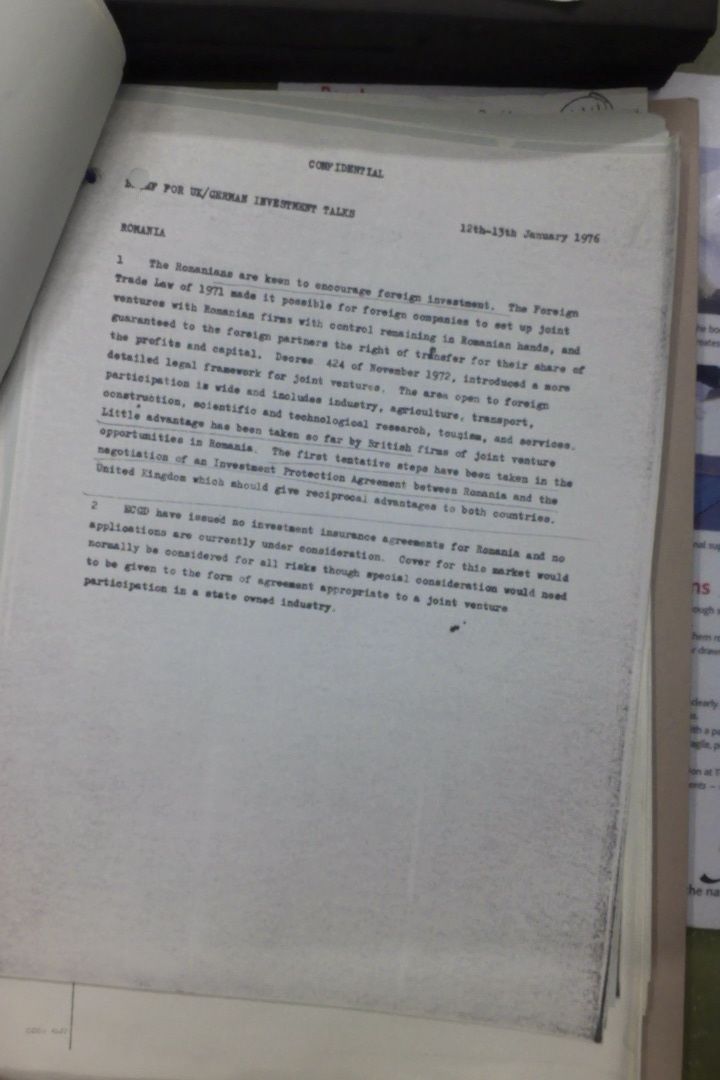 CONFIDENTIAL
BRIEF FOR UK/GERMAN INVESTMENT TALKS
12th-13th January 1976
ROMANIA
1 The Romanians are keen to encourage foreign investment. The Foreign
Trade Law of 1971 made it possible for foreign companies to set up joint
ventures with Romanian firms with control remaining in Romanian hands, and
guaranteed to the foreign partners the right of transfer for their share of
the profits and capital. Decree 424 of November 1972, introduced a more
detailed legal framework for joint ventures. The area open to foreign
participation is wide and includes industry, agriculture, transport,
construction, scientific and technological research, tourism, and services.
Little advantage has been taken so far by British firms of joint venture
opportunities in Romania. The first tentative steps have been taken in the
negotiation of an Investment Protection Agreement between Romania and the
United Kingdom which should give reciprocal advantages to both countries.
2 ECGD have issued no investment insurance agreements for Romania and no
applications are currently under consideration. Cover for this market would
normally be considered for all risks though special consideration would need
to be given to the form of agreement appropriate to a joint venture
participation in a state owned industry.